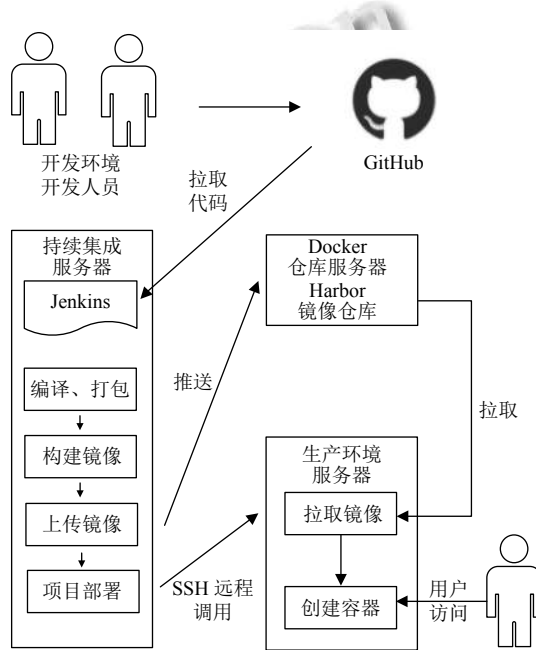 开发环境
开发人员
GitHub
拉取
代码
持续集成
服务器
Jenkins
编译、打包
构建镜像
上传镜像
项目部署
推送
Docker
仓库服务器
Harbor
镜像仓库
拉取
生产环境
服务器
拉取镜像
创建容器
SSH 远程
调用
用户
访问